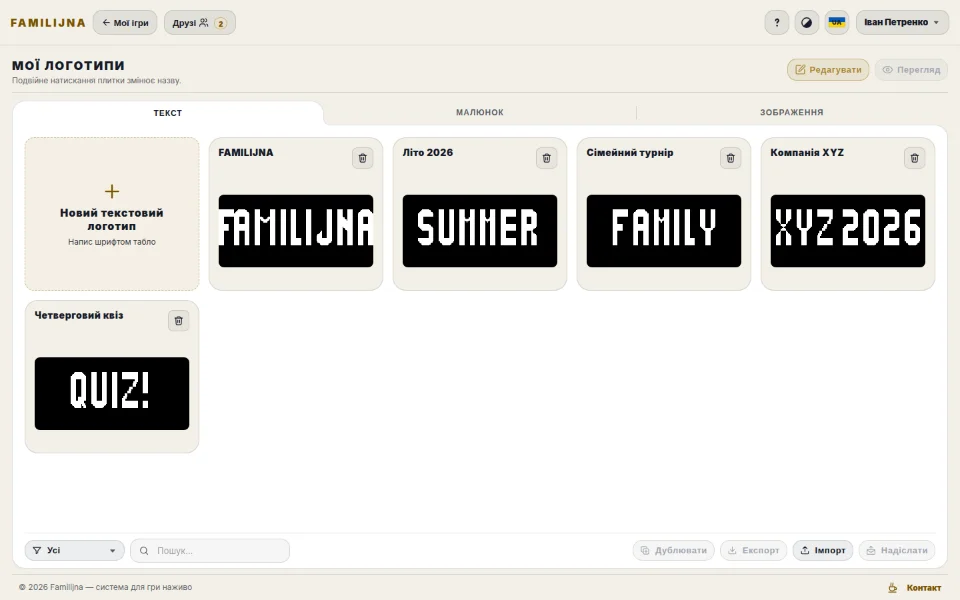 FAMILIJNA
← Мої ігри
Друзі 2
?
UA
Іван Петренко
МОЇ ЛОГОТИПИ
Подвійне натискання плитки змінює назву.
Редагувати
Перегляд
ТЕКСТ
МАЛЮНОК
ЗОБРАЖЕННЯ
Новий текстовий
логотип
Напис шрифтом табло
FAMILIJNA
FAMILIJNA
Літо 2026
SUMMER
Сімейний турнір
FAMILY
Компанія XYZ
XYZ 2026
Четверговий квіз
QUIZ!
Усі
Пошук...
Дублювати
Експорт
Імпорт
Надіслати
© 2026 Familijna — система для гри наживо
Контакт